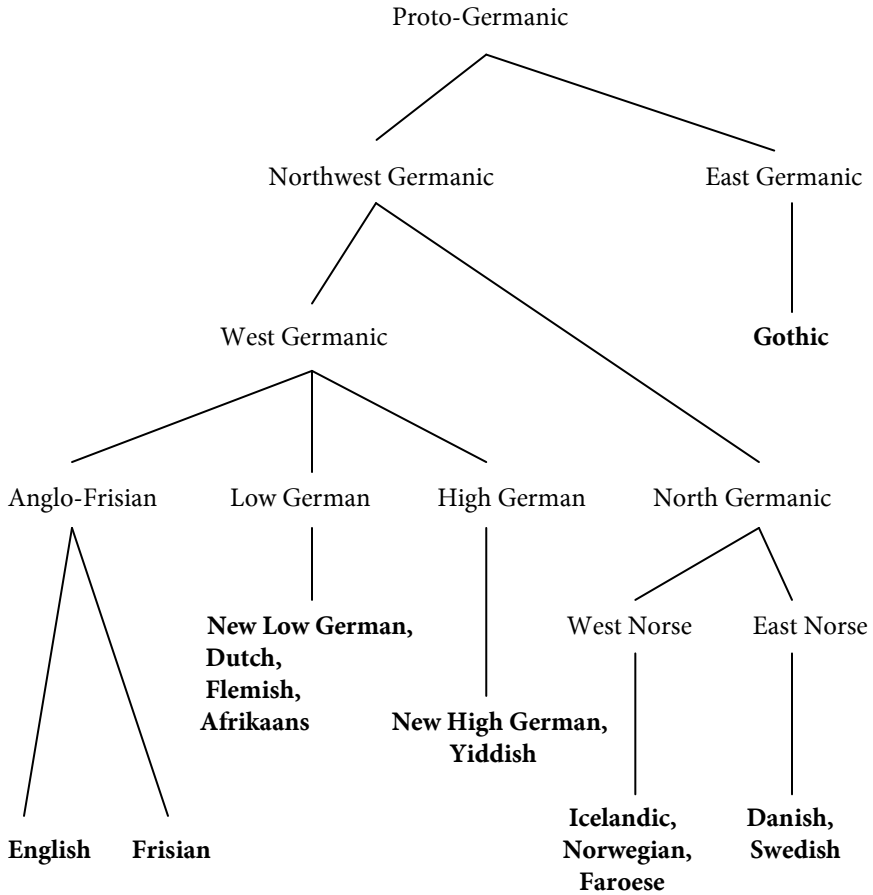 Proto-Germanic
Northwest Germanic
East Germanic
West Germanic
Gothic
Anglo-Frisian
Low German
High German
North Germanic
New Low German,
Dutch,
Flemish,
Afrikaans
West Norse
East Norse
New High German,
Yiddish
English
Frisian
Icelandic,
Norwegian,
Faroese
Danish,
Swedish